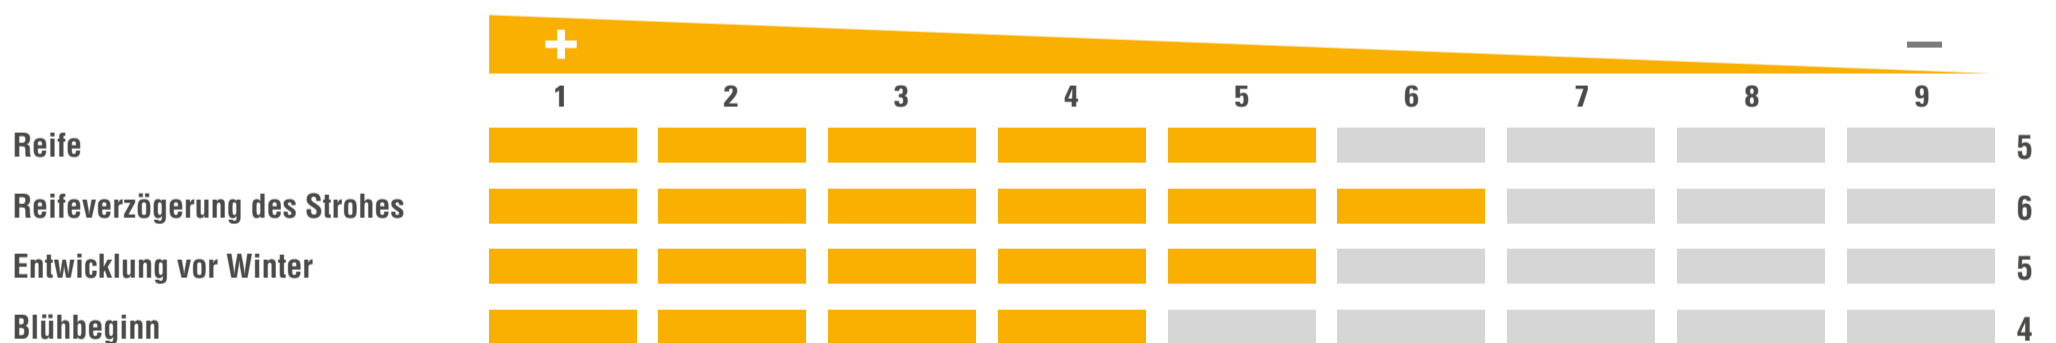 + −
1 2 3 4 5 6 7 8 9
Reife 5
Reifeverzögerung des Strohes 6
Entwicklung vor Winter 5
Blühbeginn 4